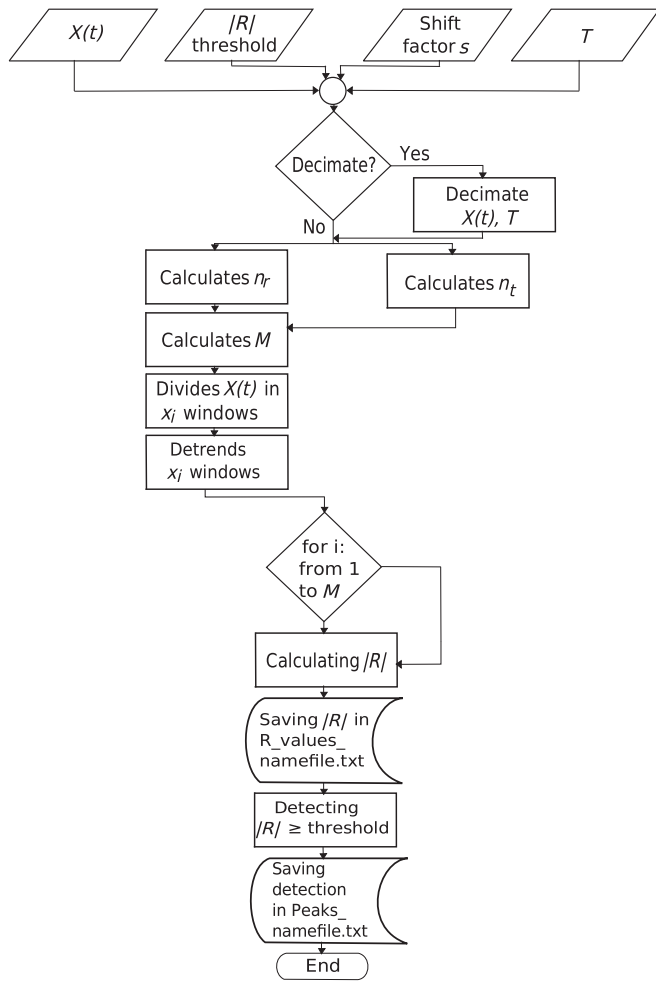 X(t)
|R|
threshold
Shift
factor s
T
Decimate?
Yes
Decimate
X(t), T
No
Calculates nr
Calculates nt
Calculates M
Divides X(t) in
xi windows
Detrends
xi windows
for i:
from 1
to M
Calculating |R|
Saving |R| in
R_values_
namefile.txt
Detecting
|R| ≥ threshold
Saving
detection
in Peaks_
namefile.txt
End